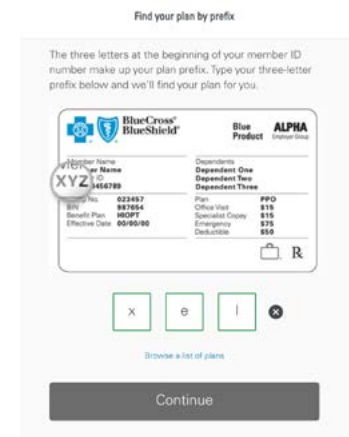 Find your plan by prefix
The three letters at the beginning of your member ID
number make up your plan prefix. Type your three-letter
prefix below and we'll find your plan for you.
BlueCross®
BlueShield®
Blue
Product
ALPHA
Employer Group
Member Name
er Name
ID
XYZ
3456789
No. 023457
BIN 987654
Benefit Plan HIOPT
Effective Date 00/00/00
Dependents
Dependent One
Dependent Two
Dependent Three
Plan PPO
Office Visit $15
Specialist Copay $15
Emergency $75
Deductible $50
R
x e l
Browse a list of plans
Continue